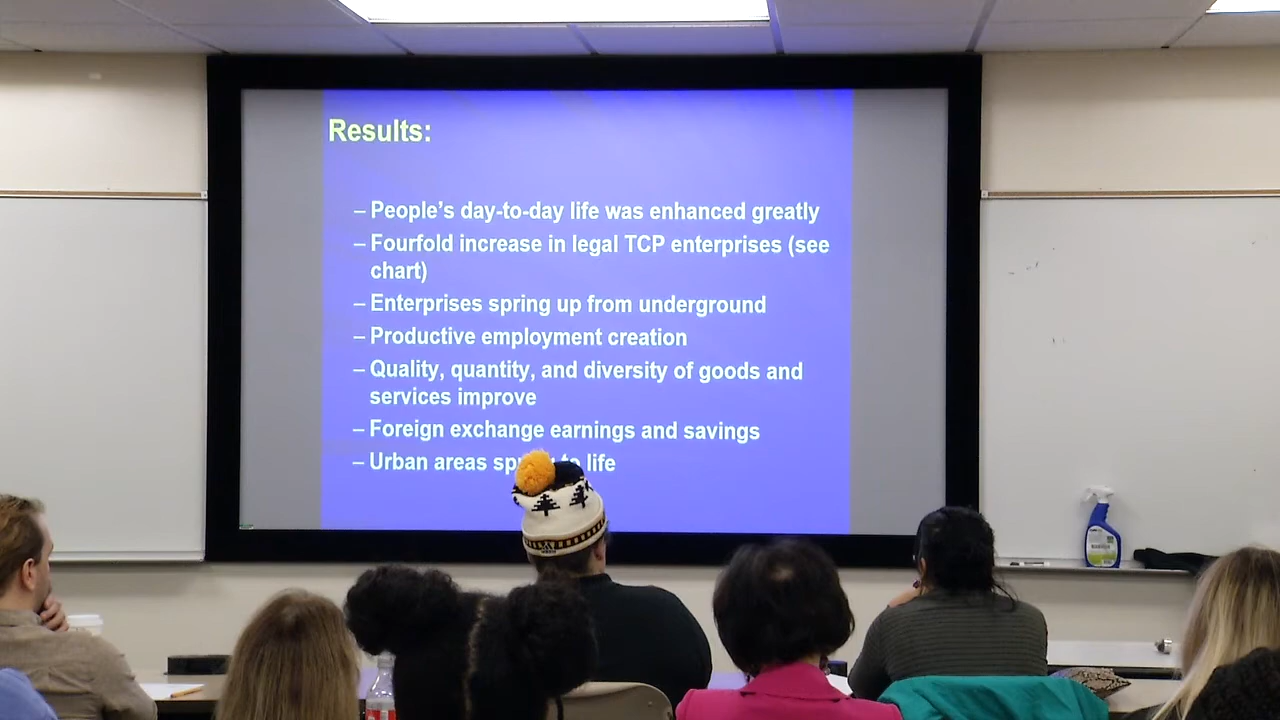 Results:
– People's day-to-day life was enhanced greatly
– Fourfold increase in legal TCP enterprises (see
chart)
– Enterprises spring up from underground
– Productive employment creation
– Quality, quantity, and diversity of goods and
services improve
– Foreign exchange earnings and savings
– Urban areas to life